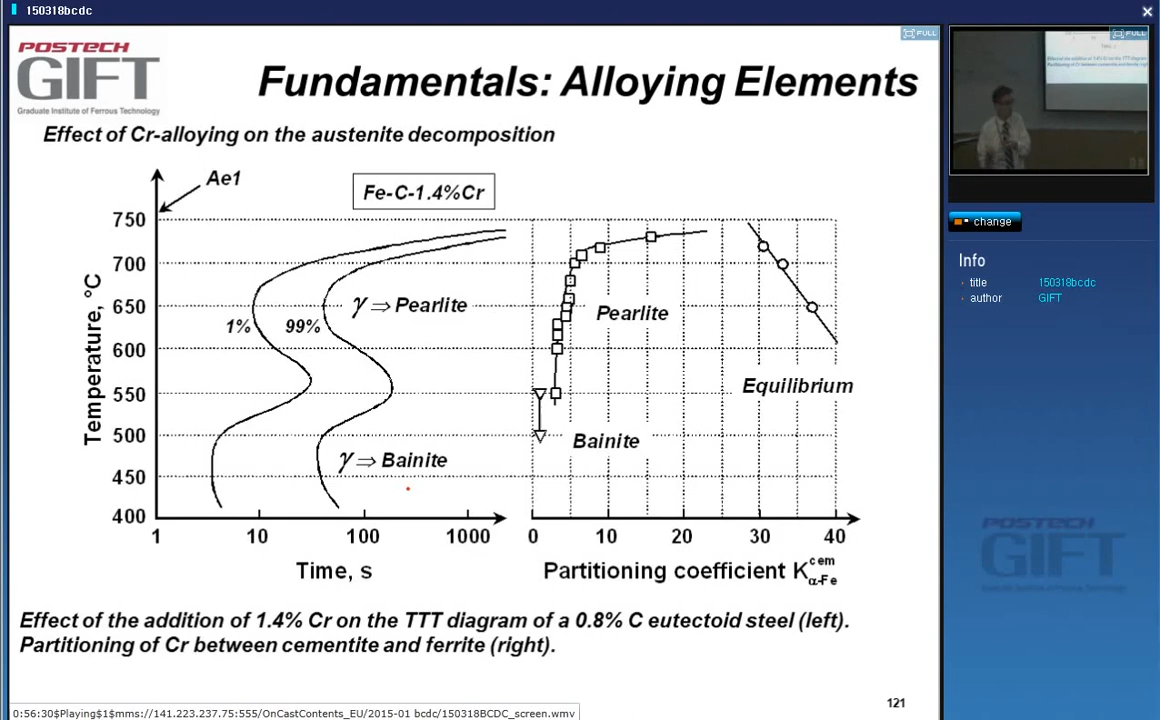 150318bcdc
POSTECH
GIFT
Graduate Institute of Ferrous Technology
FULL
Fundamentals: Alloying Elements
Effect of Cr-alloying on the austenite decomposition
Ae1
Fe-C-1.4%Cr
Temperature, °C
750
700
650
600
550
500
450
400
1%
99%
γ ⇒ Pearlite
γ ⇒ Bainite
1 10 100 1000
Time, s
Pearlite
Equilibrium
Bainite
0 10 20 30 40
Partitioning coefficient K cem α-Fe
Effect of the addition of 1.4% Cr on the TTT diagram of a 0.8% C eutectoid steel (left).
Partitioning of Cr between cementite and ferrite (right).
121
0:56:30$Playing$1$mms://141.223.237.75:555/OnCastContents_EU/2015-01 bcdc/150318BCDC_screen.wmv
FULL
change
Info
title 150318bcdc
author GIFT
POSTECH
GIFT